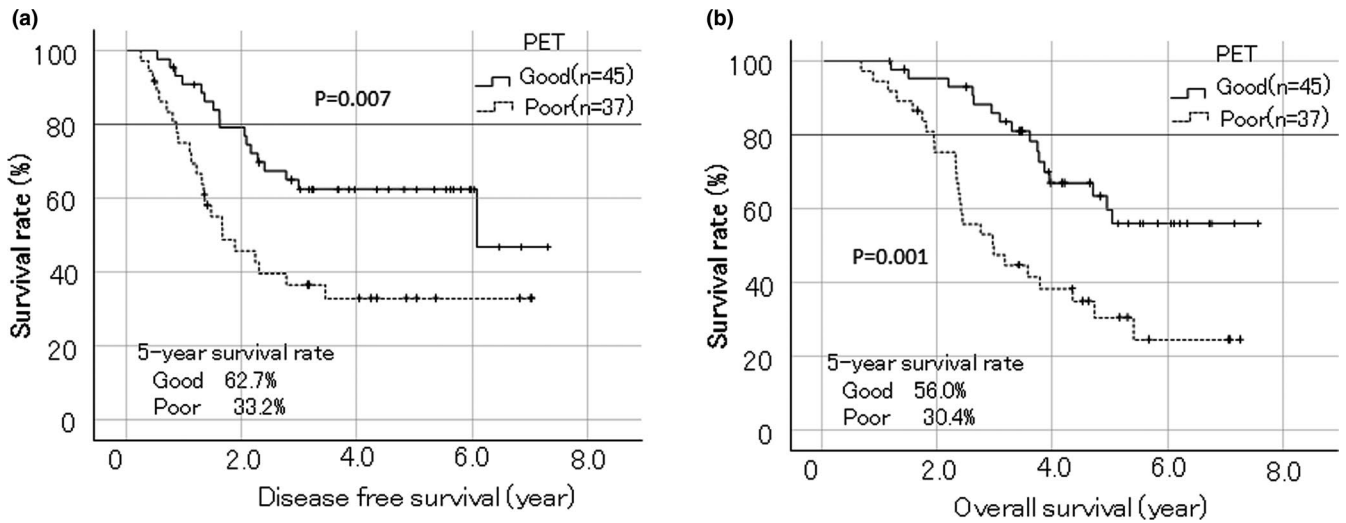 (a)
PET
Good(n=45)
Poor(n=37)
P=0.007
100
80
60
40
20
0
Survival rate (%)
5-year survival rate
Good 62.7%
Poor 33.2%
0 2.0 4.0 6.0 8.0
Disease free survival (year)
(b)
PET
Good(n=45)
Poor(n=37)
P=0.001
100
80
60
40
20
0
Survival rate (%)
5-year survival rate
Good 56.0%
Poor 30.4%
0 2.0 4.0 6.0 8.0
Overall survival (year)